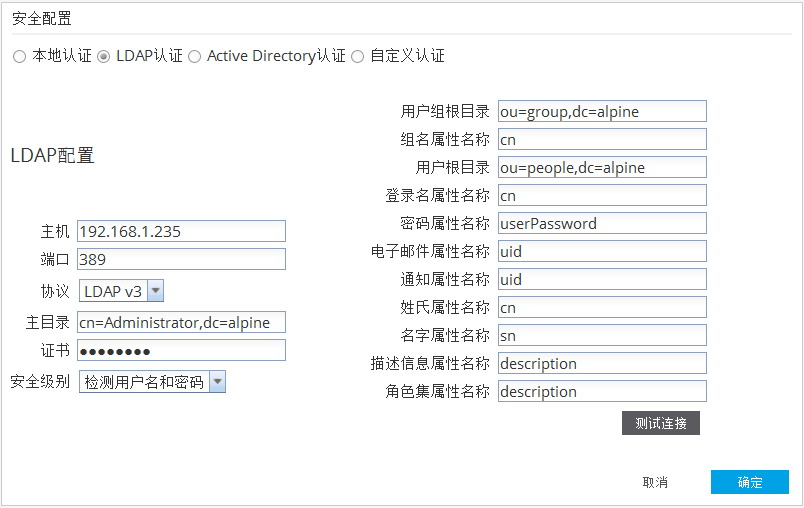 安全配置
本地认证 LDAP认证 Active Directory认证 自定义认证
LDAP配置
主机 192.168.1.235
端口 389
协议 LDAP v3
主目录 cn=Administrator,dc=alpine
证书 ●●●●●●●●
安全级别 检测用户名和密码
用户组根目录 ou=group,dc=alpine
组名属性名称 cn
用户根目录 ou=people,dc=alpine
登录名属性名称 cn
密码属性名称 userPassword
电子邮件属性名称 uid
通知属性名称 uid
姓氏属性名称 cn
名字属性名称 sn
描述信息属性名称 description
角色集属性名称 description
测试连接
取消 确定